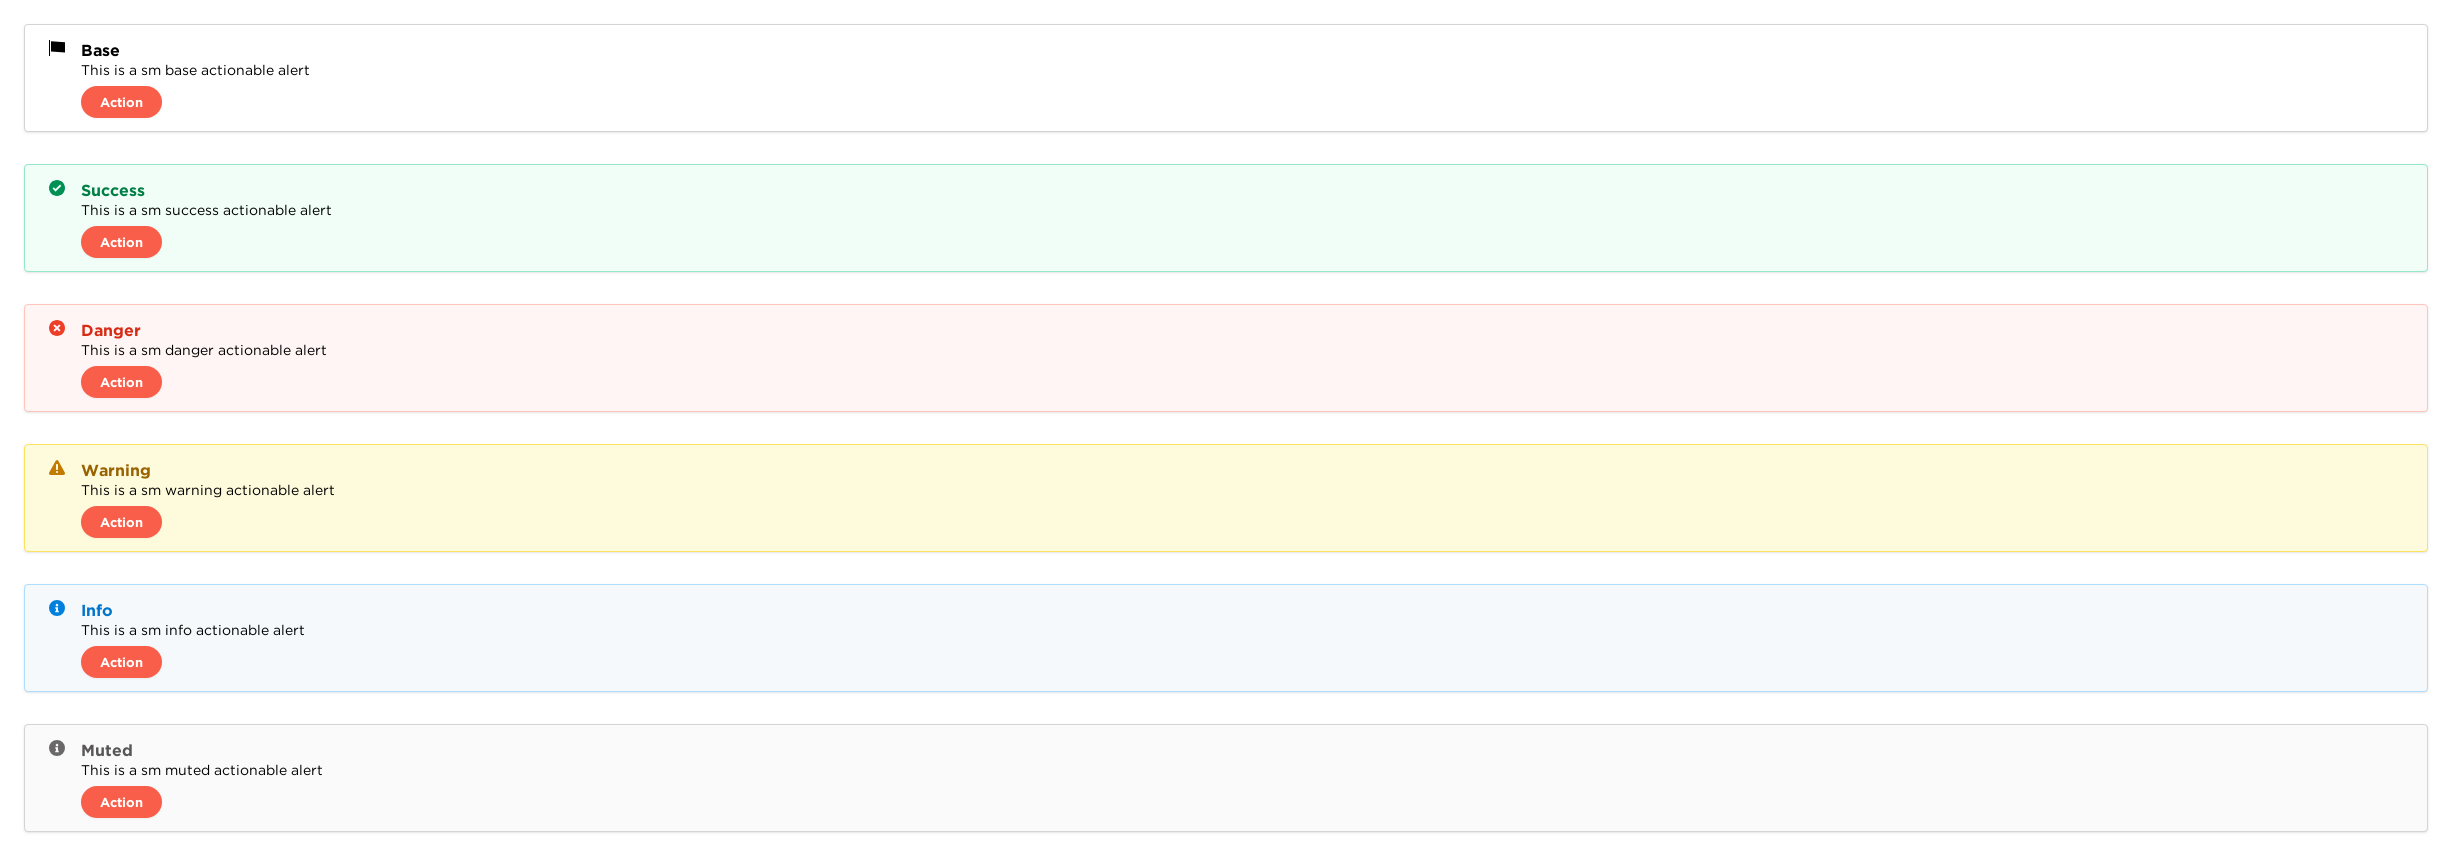 Base
This is a sm base actionable alert
Action
Success
This is a sm success actionable alert
Action
Danger
This is a sm danger actionable alert
Action
Warning
This is a sm warning actionable alert
Action
Info
This is a sm info actionable alert
Action
Muted
This is a sm muted actionable alert
Action